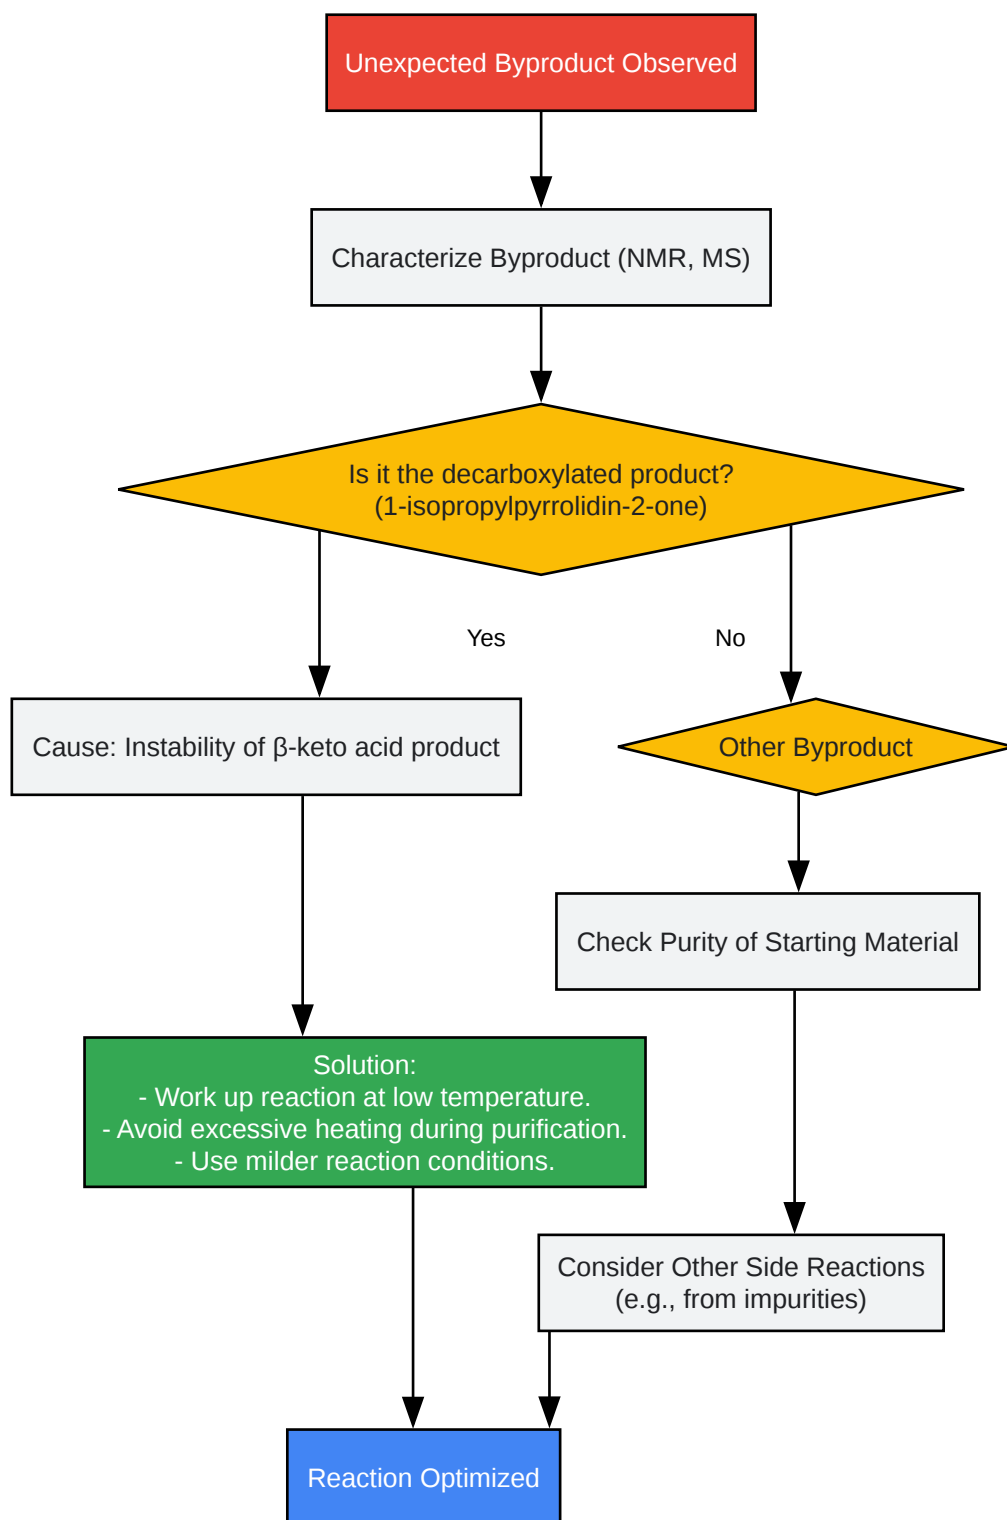 Unexpected Byproduct Observed
Characterize Byproduct (NMR, MS)
Is it the decarboxylated product?
(1-isopropylpyrrolidin-2-one)
Yes
No
Cause: Instability of β-keto acid product
Other Byproduct
Check Purity of Starting Material
Solution:
- Work up reaction at low temperature.
- Avoid excessive heating during purification.
- Use milder reaction conditions.
Consider Other Side Reactions
(e.g., from impurities)
Reaction Optimized